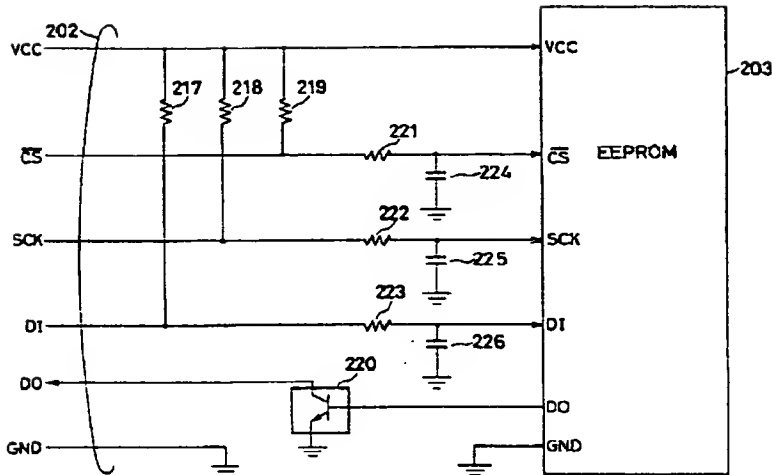 202
VCC
VCC
203
217
218
219
221
CS
CS
EEPROM
224
222
SCK
SCK
225
223
DI
DI
226
220
DO
DO
GND
GND